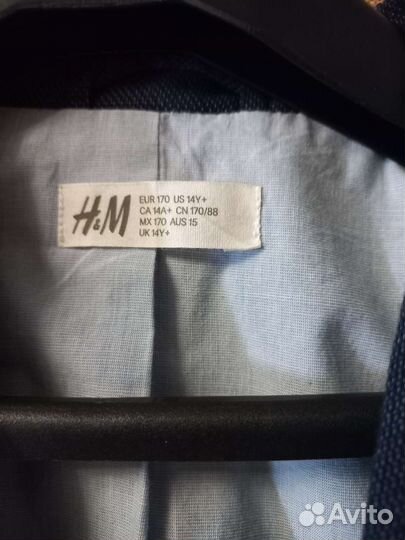 H&M
EUR 170 US 14Y+
CA 14A+ CN 170/88
MX 170 AUS 15
UK 14Y+
Avito